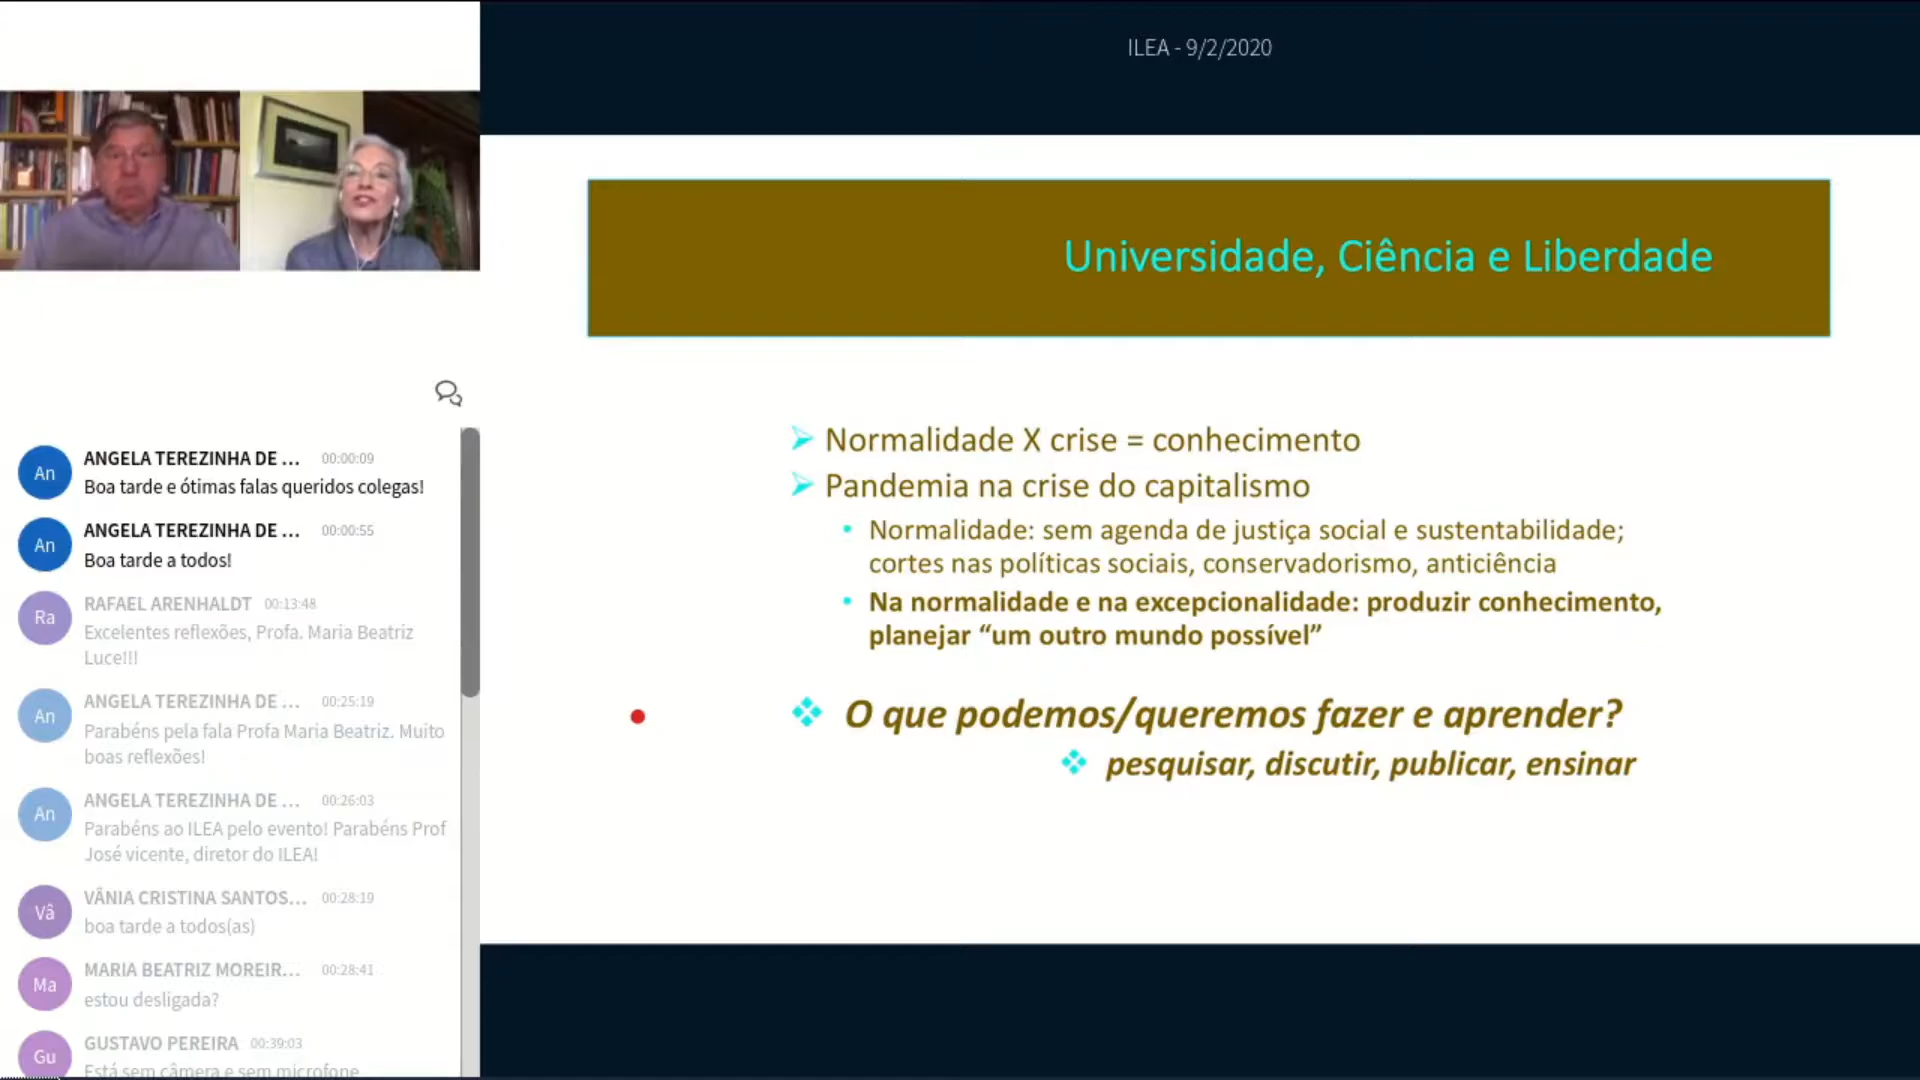 ILEA - 9/2/2020
Universidade, Ciência e Liberdade
Normalidade X crise = conhecimento
Pandemia na crise do capitalismo
Normalidade: sem agenda de justiça social e sustentabilidade;
cortes nas políticas sociais, conservadorismo, anticiência
Na normalidade e na excepcionalidade: produzir conhecimento,
planejar “um outro mundo possível”
O que podemos/queremos fazer e aprender?
pesquisar, discutir, publicar, ensinar
An ANGELA TEREZINHA DE ... 00:00:09
Boa tarde e ótimas falas queridos colegas!
An ANGELA TEREZINHA DE ... 00:00:55
Boa tarde a todos!
Ra RAFAEL ARENHALDT 00:13:48
Excelentes reflexões, Profa. Maria Beatriz
Luce!!!
An ANGELA TEREZINHA DE ... 00:25:19
Parabéns pela fala Profa Maria Beatriz. Muito
boas reflexões!
An ANGELA TEREZINHA DE ... 00:26:03
Parabéns ao ILEA pelo evento! Parabéns Prof
José vicente, diretor do ILEA!
Vâ VÂNIA CRISTINA SANTOS... 00:28:19
boa tarde a todos(as)
Ma MARIA BEATRIZ MOREIR... 00:28:41
estou desligada?
Gu GUSTAVO PEREIRA 00:39:03
Está sem câmera e sem microfone